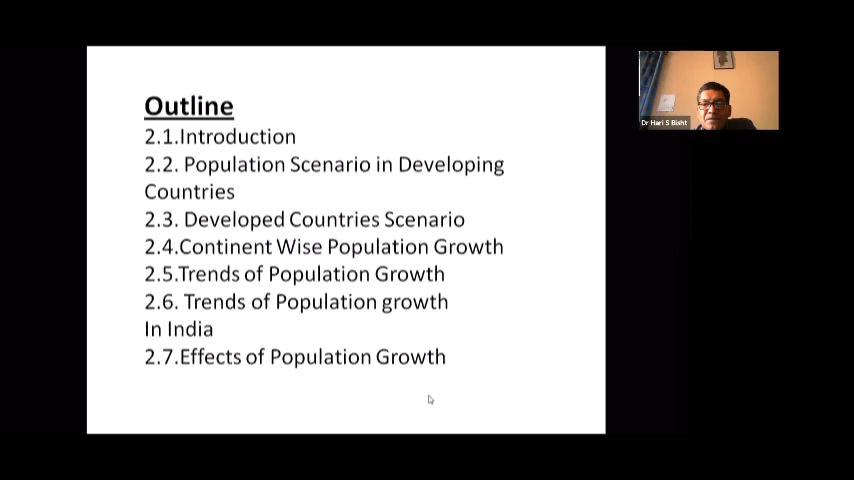 Outline
2.1.Introduction
2.2. Population Scenario in Developing
Countries
2.3. Developed Countries Scenario
2.4.Continent Wise Population Growth
2.5.Trends of Population Growth
2.6. Trends of Population growth
In India
2.7.Effects of Population Growth
Dr Hari S Bisht